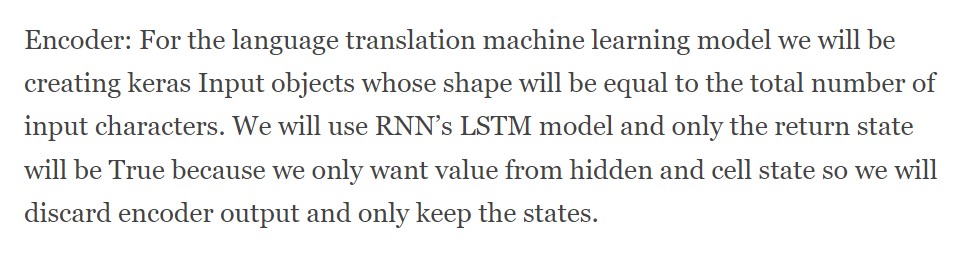 Encoder: For the language translation machine learning model we will be
creating keras Input objects whose shape will be equal to the total number of
input characters. We will use RNN’s LSTM model and only the return state
will be True because we only want value from hidden and cell state so we will
discard encoder output and only keep the states.